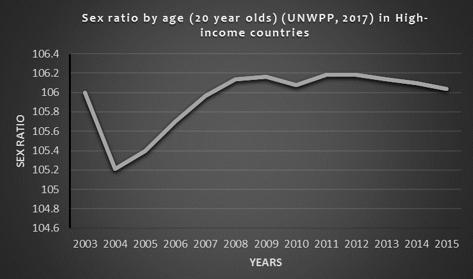 Sex ratio by age (20 year olds) (UNWPP, 2017) in High-
income countries
106.4
106.2
106
105.8
105.6
105.4
105.2
105
104.8
104.6
SEX RATIO
2003 2004 2005 2006 2007 2008 2009 2010 2011 2012 2013 2014 2015
YEARS